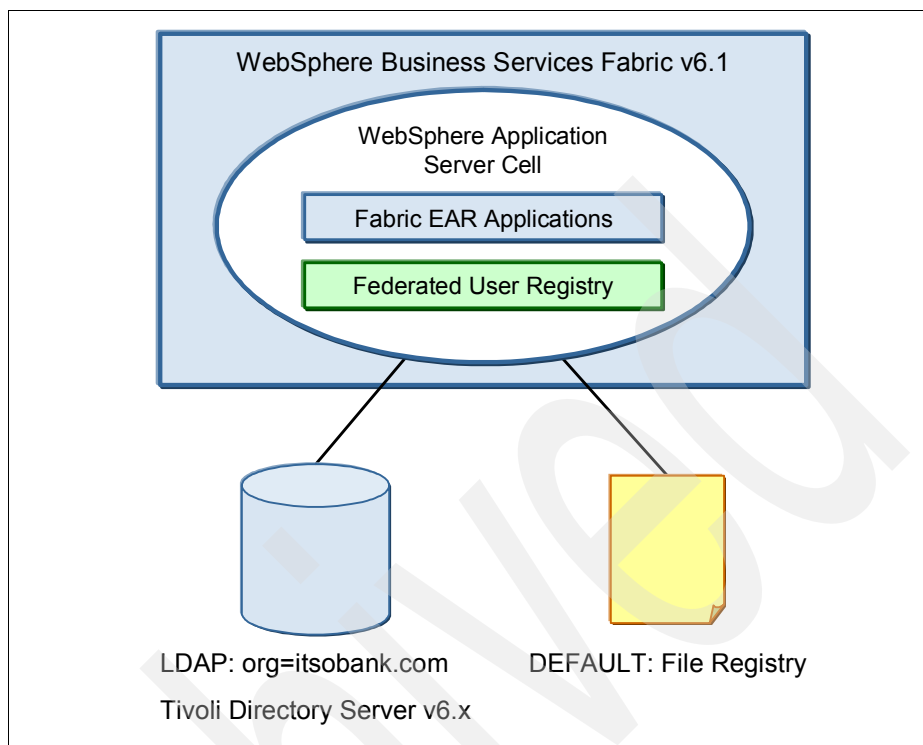 WebSphere Business Services Fabric v6.1
WebSphere Application
Server Cell
Fabric EAR Applications
Federated User Registry
LDAP: org=itsobank.com
Tivoli Directory Server v6.x
DEFAULT: File Registry